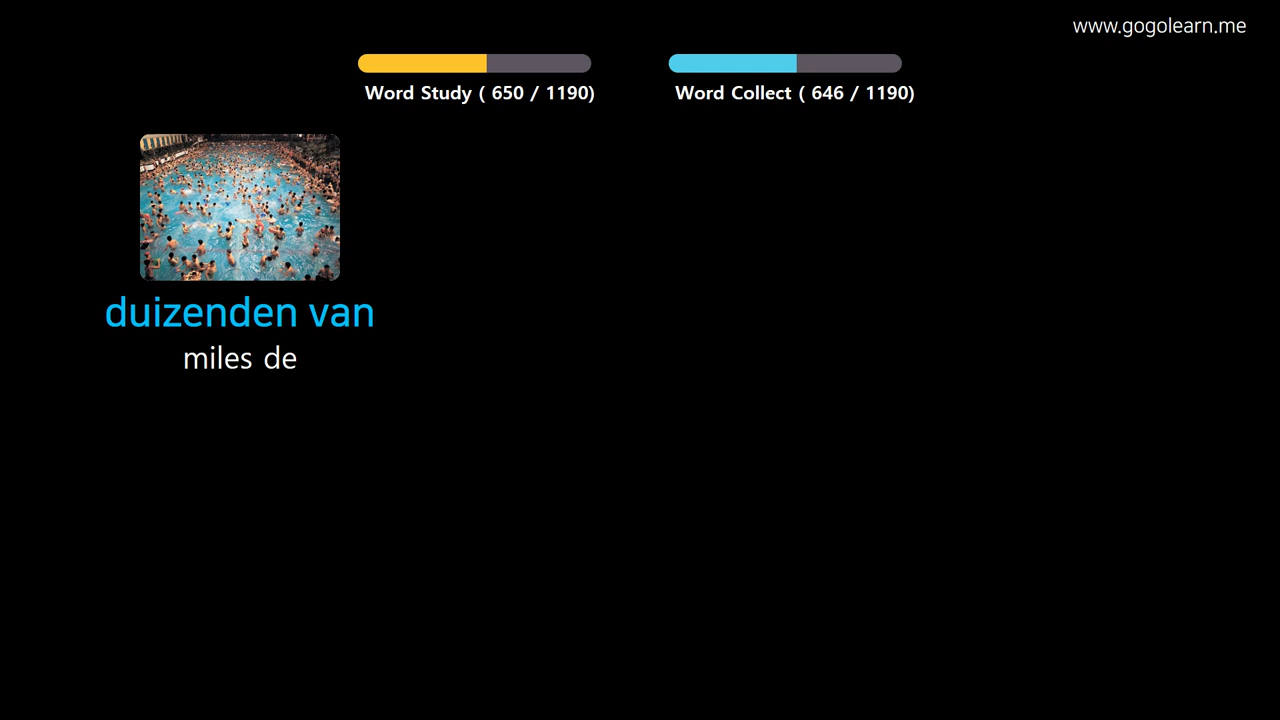 www.gogolearn.me
Word Study ( 650 / 1190)
Word Collect ( 646 / 1190)
duizenden van
miles de